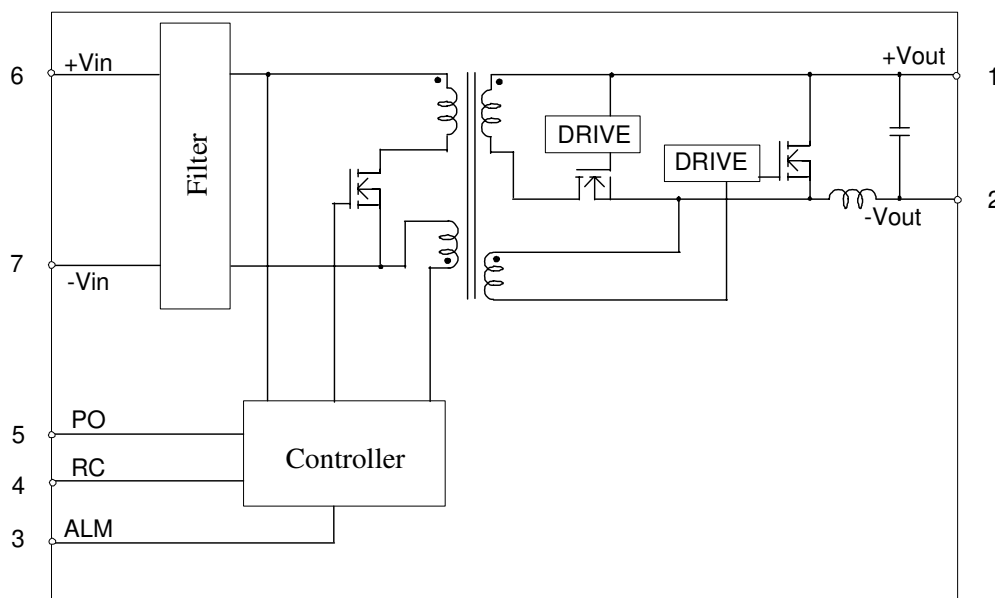 6
+Vin
+Vout
1
DRIVE
Filter
DRIVE
2
-Vout
7
-Vin
PO
5
Controller
RC
4
ALM
3